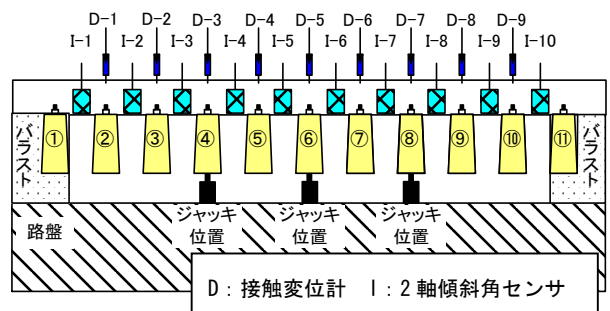 D-1 D-2 D-3 D-4 D-5 D-6 D-7 D-8 D-9
I-1 I-2 I-3 I-4 I-5 I-6 I-7 I-8 I-9 I-10
バラスト ① ② ③ ④ ⑤ ⑥ ⑦ ⑧ ⑨ ⑩ ⑪ バラスト
路盤
ジャッキ
位置
ジャッキ
位置
ジャッキ
位置
D：接触変位計 I：2軸傾斜角センサ